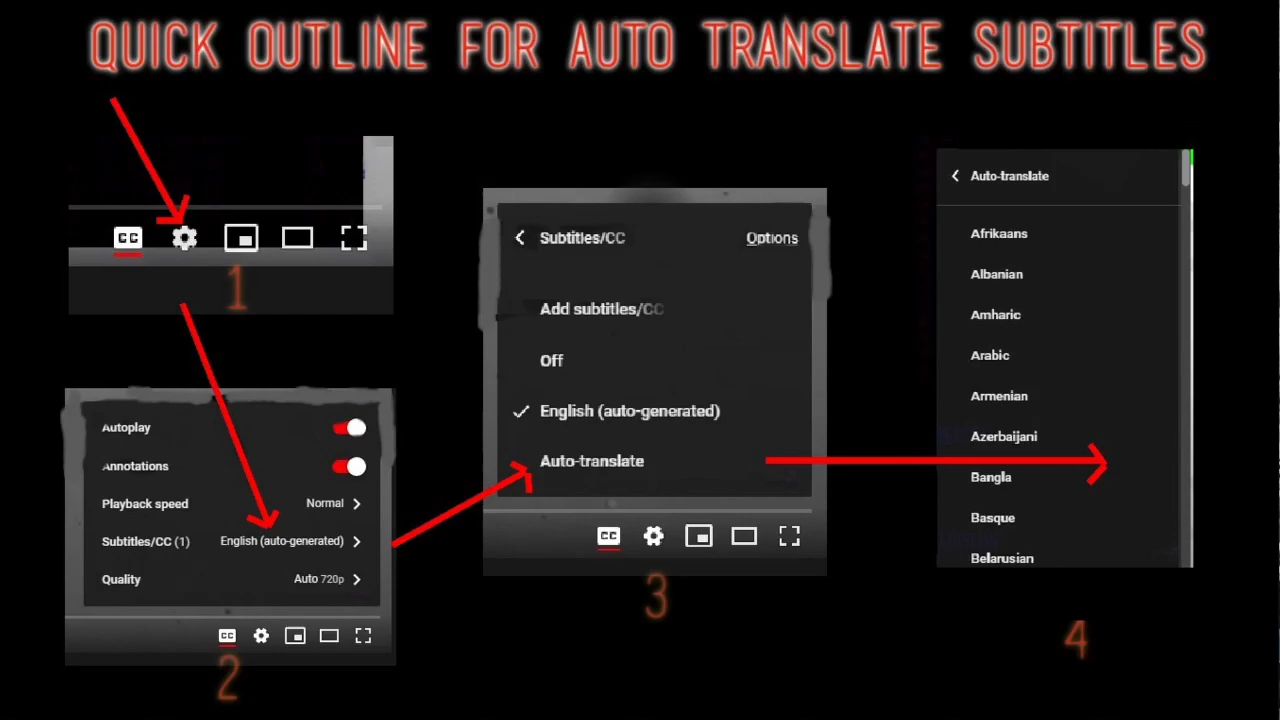 QUICK OUTLINE FOR AUTO TRANSLATE SUBTITLES
CC
1
Autoplay
Annotations
Playback speed Normal
Subtitles/CC (1) English (auto-generated)
Quality Auto 720p
CC
2
Subtitles/CC Options
Add subtitles/CC
Off
English (auto-generated)
Auto-translate
CC
3
Auto-translate
Afrikaans
Albanian
Amharic
Arabic
Armenian
Azerbaijani
Bangla
Basque
Belarusian
4